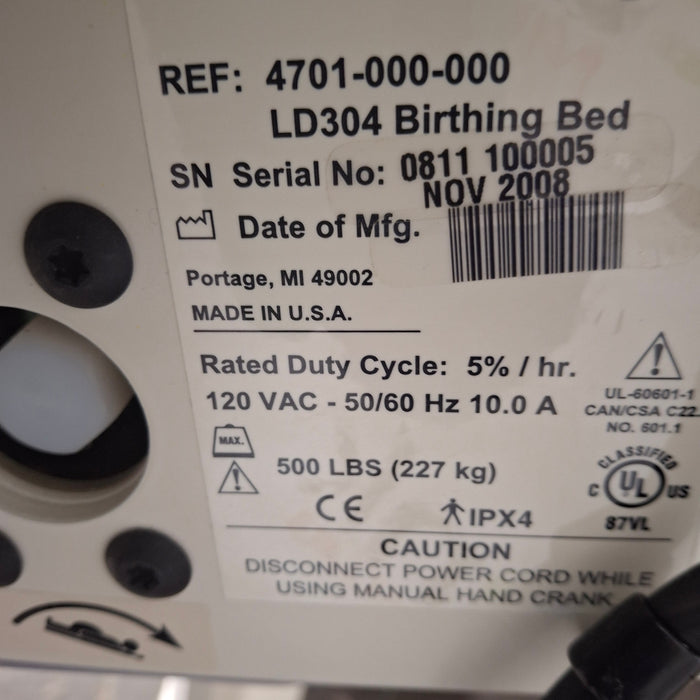 REF: 4701-000-000
LD304 Birthing Bed
SN Serial No: 0811 100005
NOV 2008
Date of Mfg.
Portage, MI 49002
MADE IN U.S.A.
Rated Duty Cycle: 5% / hr.
120 VAC - 50/60 Hz 10.0 A
UL-60601-1
CAN/CSA C22.
NO. 601.1
MAX.
500 LBS (227 kg)
CLASSIFIED
C UL US
87VL
CE
IPX4
CAUTION
DISCONNECT POWER CORD WHILE
USING MANUAL HAND CRANK